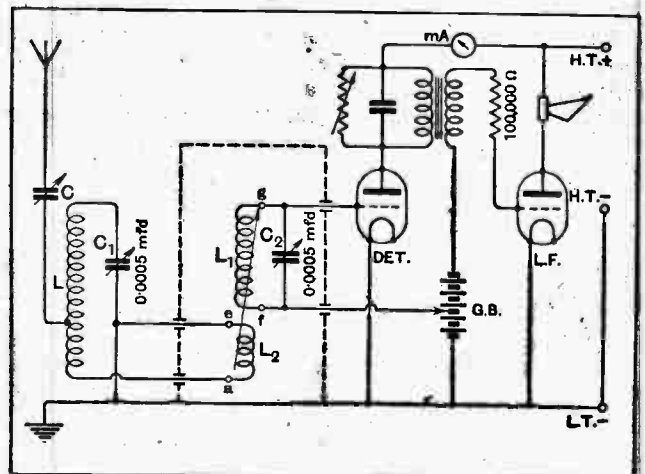 mA
H.T.+
100,000 Ω
C
g
H.T.-
C1
0.0005 mfd
L
L1
C2
0.0005 mfd
DET.
L.F.
e
f
G.B.
L2
a
L.T.-